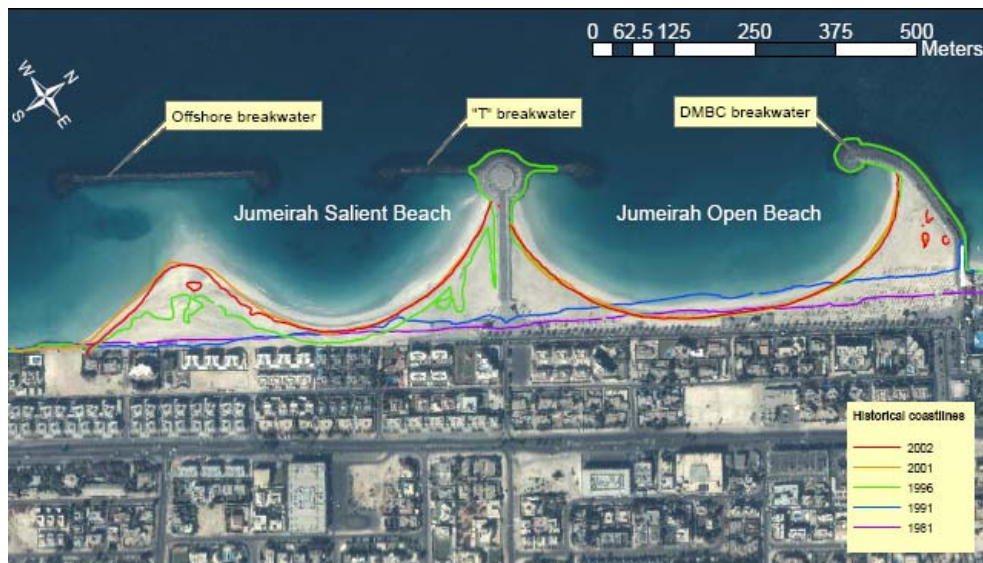 0 62.5 125 250 375 500
Meters
N
W
E
S
Offshore breakwater
"T" breakwater
DMBC breakwater
Jumeirah Salient Beach
Jumeirah Open Beach
Historical coastlines
2002
2001
1996
1991
1981